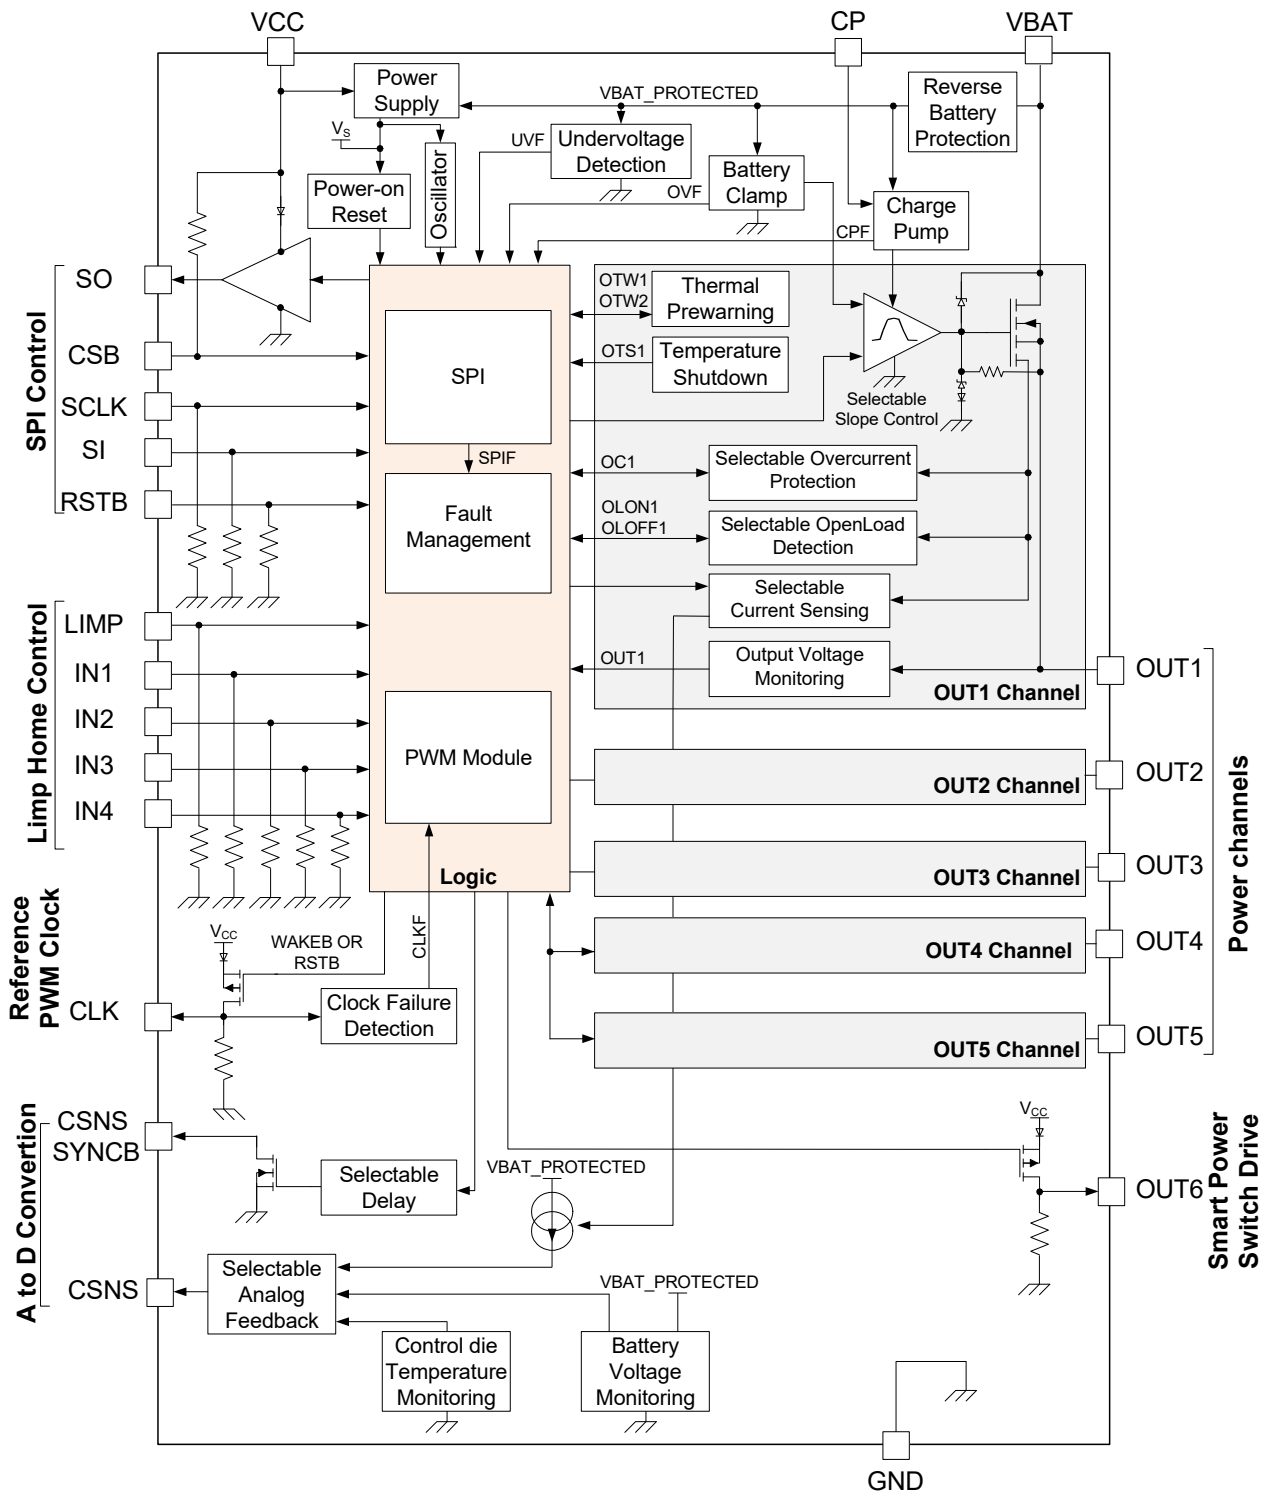 VCC
CP
VBAT
Power
Supply
VBAT_PROTECTED
Reverse
Battery
Protection
VS
UVF
Undervoltage
Detection
Oscillator
Power-on
Reset
Battery
Clamp
OVF
Charge
Pump
CPF
SPI Control
SO
CSB
SCLK
SI
RSTB
SPI
SPIF
Fault
Management
PWM Module
Logic
OTW1
OTW2
Thermal
Prewarning
OTS1
Temperature
Shutdown
Selectable
Slope Control
OC1
Selectable Overcurrent
Protection
OLON1
OLOFF1
Selectable OpenLoad
Detection
Selectable
Current Sensing
OUT1
Output Voltage
Monitoring
OUT1 Channel
OUT1
Limp Home Control
LIMP
IN1
IN2
IN3
IN4
OUT2 Channel
OUT2
OUT3 Channel
OUT3
OUT4 Channel
OUT4
OUT5 Channel
OUT5
Power channels
Reference
PWM Clock
VCC
WAKEB OR
RSTB
CLKF
CLK
Clock Failure
Detection
A to D Convertion
CSNS
SYNCB
Selectable
Delay
VBAT_PROTECTED
VCC
OUT6
Smart Power
Switch Drive
CSNS
Selectable
Analog
Feedback
VBAT_PROTECTED
Control die
Temperature
Monitoring
Battery
Voltage
Monitoring
GND